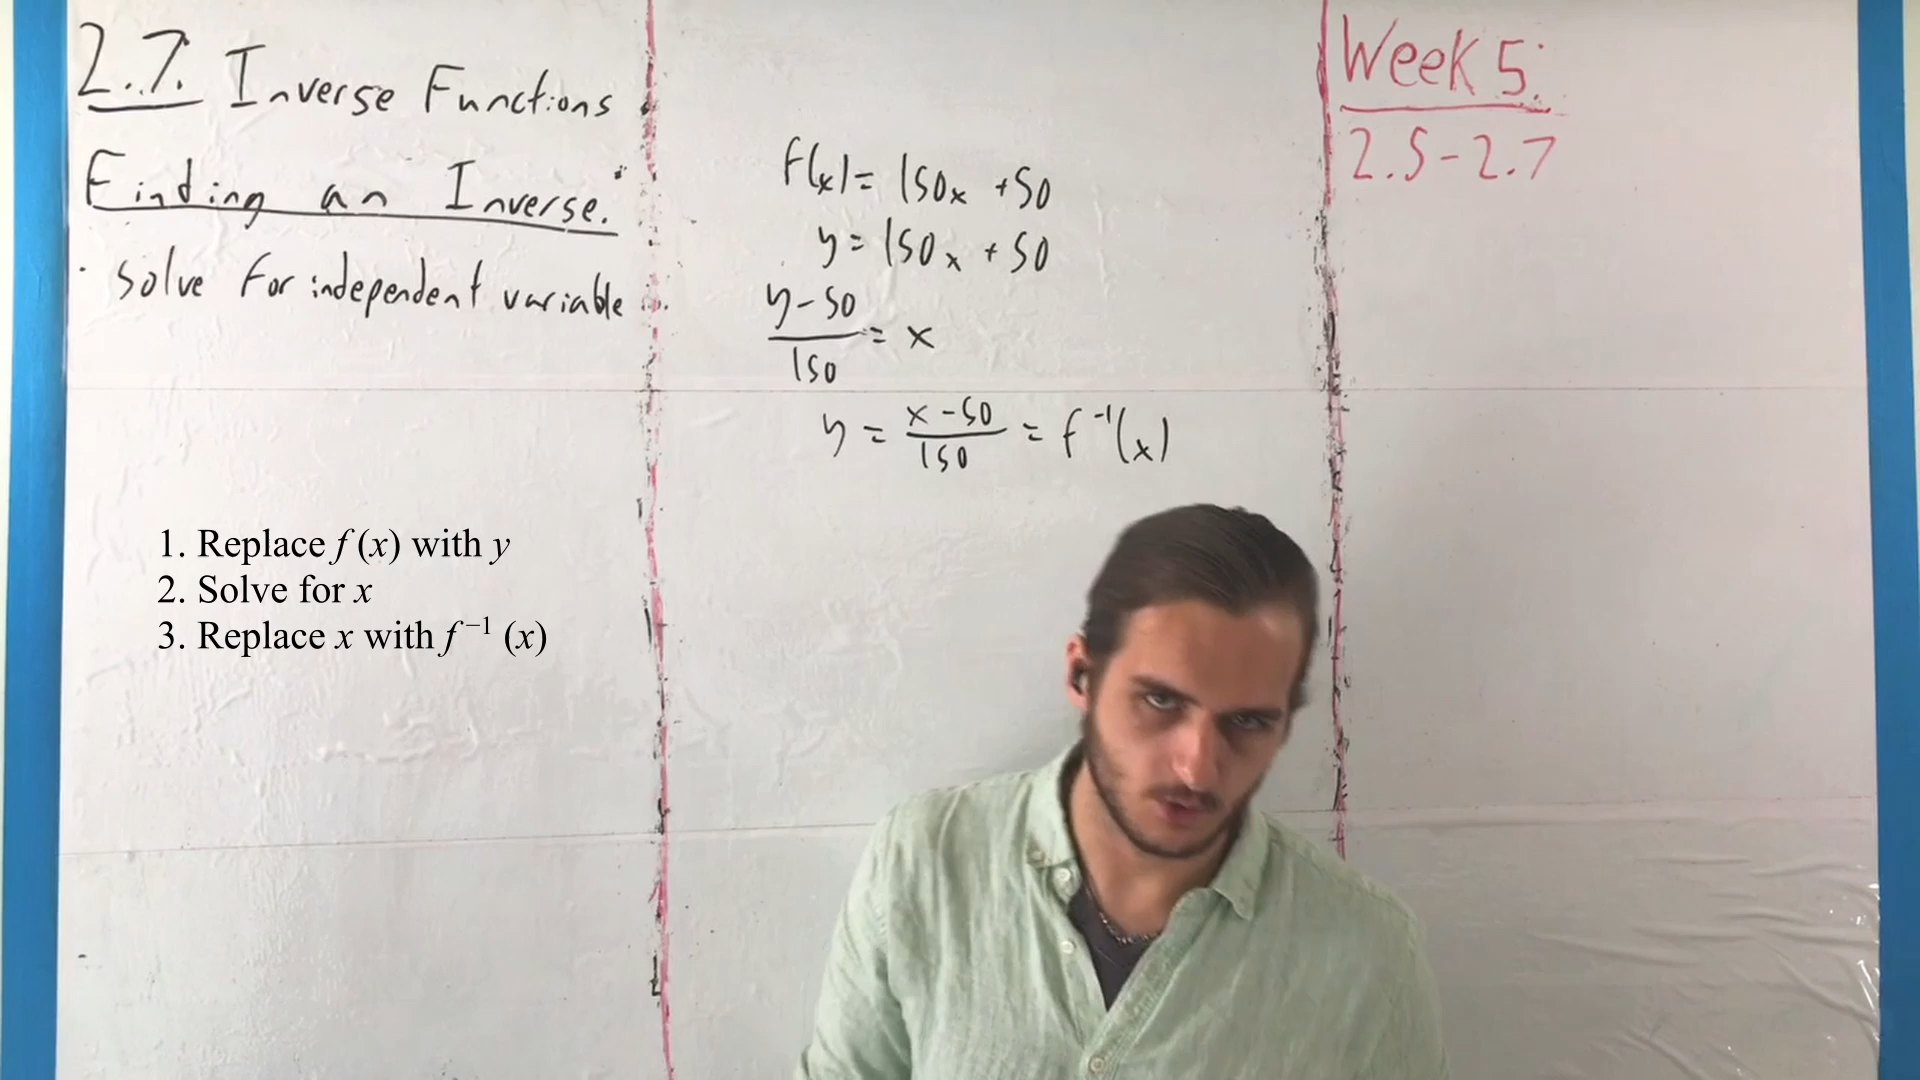 2.7. Inverse Functions
Finding an Inverse.
· solve for independent variable
1. Replace f (x) with y
2. Solve for x
3. Replace x with f⁻¹ (x)
f(x) = 150x + 50
y = 150x + 50
y - 50
150
= x
y = x - 50 / 150 = f⁻¹(x)
Week 5:
2.5-2.7